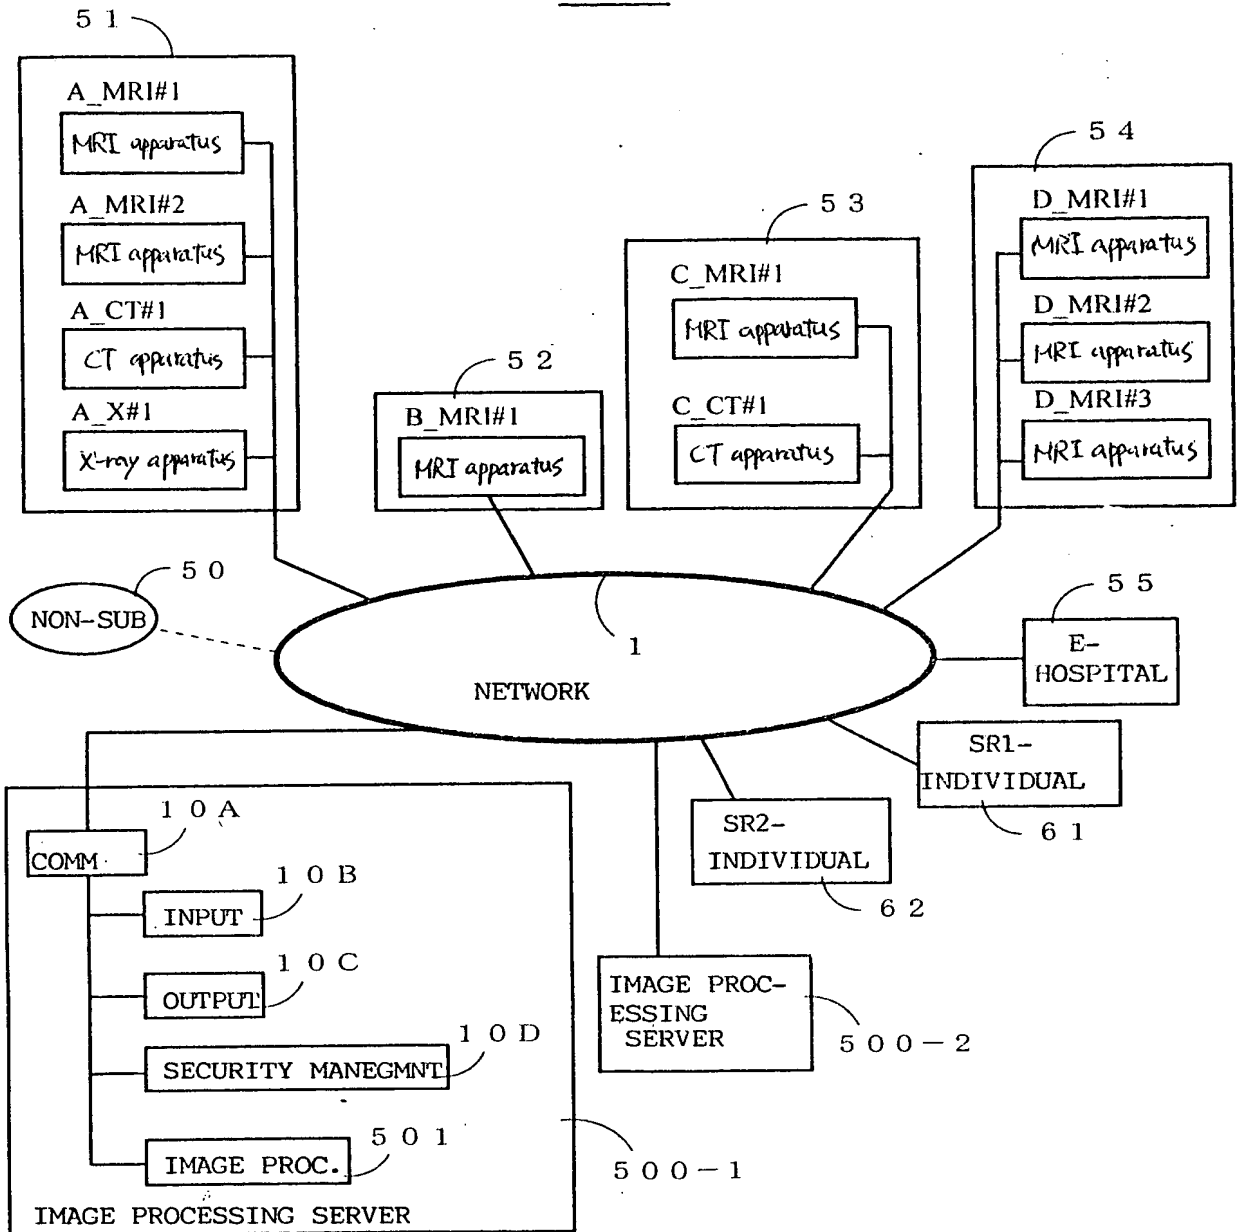 5 1
A_MRI#1
MRI apparatus
A_MRI#2
MRI apparatus
A_CT#1
CT apparatus
A_X#1
X-ray apparatus
5 2
B_MRI#1
MRI apparatus
5 3
C_MRI#1
MRI apparatus
C_CT#1
CT apparatus
5 4
D_MRI#1
MRI apparatus
D_MRI#2
MRI apparatus
D_MRI#3
MRI apparatus
5 0
NON-SUB
1
NETWORK
5 5
E-
HOSPITAL
SR1-
INDIVIDUAL
6 1
SR2-
INDIVIDUAL
6 2
IMAGE PROC-
ESSING
SERVER
5 0 0 - 2
1 0 A
COMM
1 0 B
INPUT
1 0 C
OUTPUT
1 0 D
SECURITY MANEGMNT
5 0 1
IMAGE PROC.
5 0 0 - 1
IMAGE PROCESSING SERVER